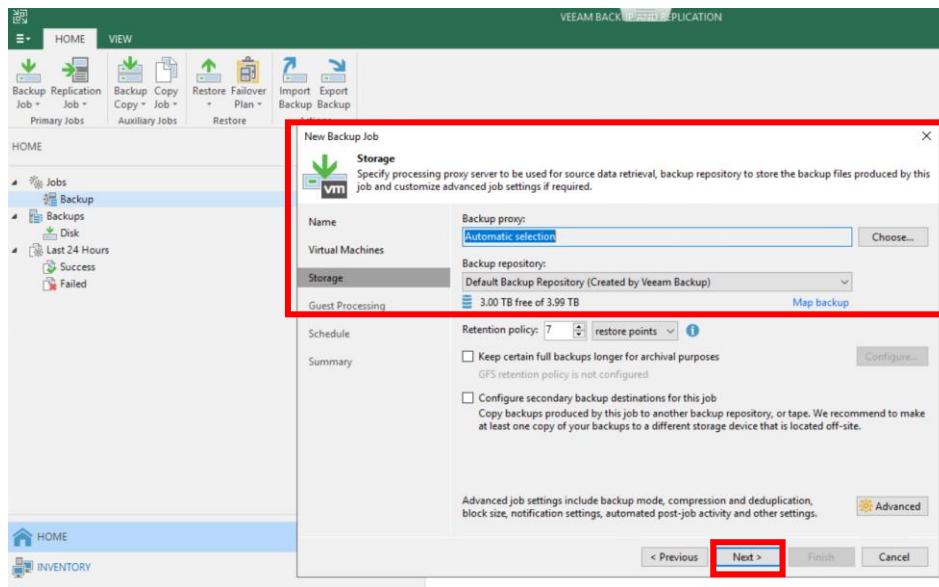 VEEAM BACKUP AND REPLICATION
HOME VIEW
Backup Replication Backup Copy Restore Failover Import Export
Job Job Copy Job Plan Backup Backup
Primary Jobs Auxiliary Jobs Restore Actions
HOME
Jobs
Backup
Backups
Disk
Last 24 Hours
Success
Failed
HOME
INVENTORY
New Backup Job
Storage
Specify processing proxy server to be used for source data retrieval, backup repository to store the backup files produced by this
job and customize advanced job settings if required.
vm
Name
Virtual Machines
Storage
Guest Processing
Schedule
Summary
Backup proxy:
Automatic selection Choose...
Backup repository:
Default Backup Repository (Created by Veeam Backup)
3.00 TB free of 3.99 TB Map backup
Retention policy: 7 restore points
Keep certain full backups longer for archival purposes Configure...
GFS retention policy is not configured
Configure secondary backup destinations for this job
Copy backups produced by this job to another backup repository, or tape. We recommend to make
at least one copy of your backups to a different storage device that is located off-site.
Advanced job settings include backup mode, compression and deduplication,
block size, notification settings, automated post-job activity and other settings.
Advanced
< Previous Next > Finish Cancel